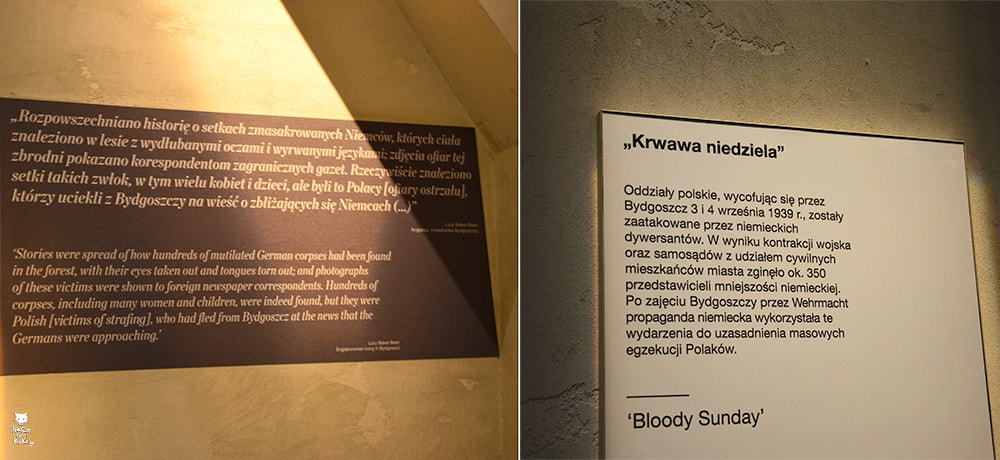 „Rozpowszechniano historię o setkach zmasakrowanych Niemców, których ciała
znaleziono w lesie z wydłubanymi oczami i wyrwanymi językami; zdjęcia ofiar tej
zbrodni pokazano korespondentom zagranicznych gazet. Rzeczywiście znaleziono
setki takich zwłok, w tym wielu kobiet i dzieci, ale byli to Polacy [ofiary ostrzału],
którzy uciekli z Bydgoszczy na wieść o zbliżających się Niemcach (...)”
Lucy Baker-Beall
Angielka, mieszkanka Bydgoszczy
‘Stories were spread of how hundreds of mutilated German corpses had been found
in the forest, with their eyes taken out and tongues torn out; and photographs
of these victims were shown to foreign newspaper correspondents. Hundreds of
corpses, including many women and children, were indeed found, but they were
Polish [victims of strafing], who had fled from Bydgoszcz at the news that the
Germans were approaching.’
Lucy Baker-Beall
Englishwoman living in Bydgoszcz
„Krwawa niedziela”
Oddziały polskie, wycofując się przez
Bydgoszcz 3 i 4 września 1939 r., zostały
zaatakowane przez niemieckich
dywersantów. W wyniku kontrakcji wojska
oraz samosądów z udziałem cywilnych
mieszkańców miasta zginęło ok. 350
przedstawicieli mniejszości niemieckiej.
Po zajęciu Bydgoszczy przez Wehrmacht
propaganda niemiecka wykorzystała te
wydarzenia do uzasadnienia masowych
egzekucji Polaków.
‘Bloody Sunday’